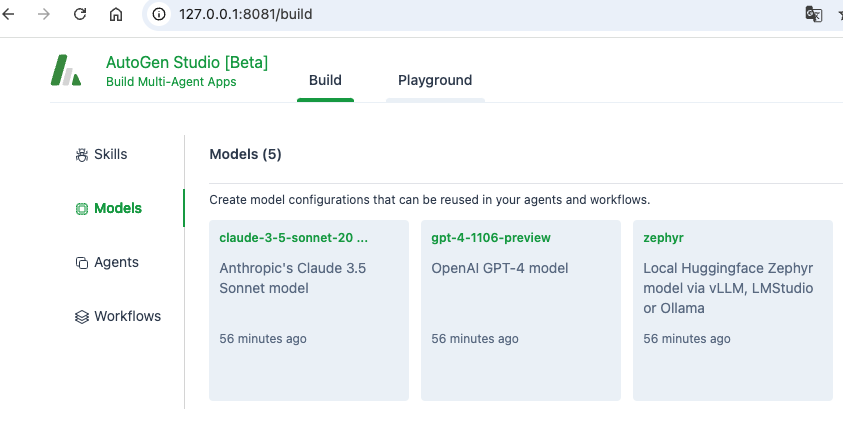 127.0.0.1:8081/build
AutoGen Studio [Beta]
Build Multi-Agent Apps
Build
Playground
Skills
Models
Agents
Workflows
Models (5)
Create model configurations that can be reused in your agents and workflows.
claude-3-5-sonnet-20 ...
Anthropic's Claude 3.5
Sonnet model
56 minutes ago
gpt-4-1106-preview
OpenAI GPT-4 model
56 minutes ago
zephyr
Local Huggingface Zephyr
model via vLLM, LMStudio
or Ollama
56 minutes ago